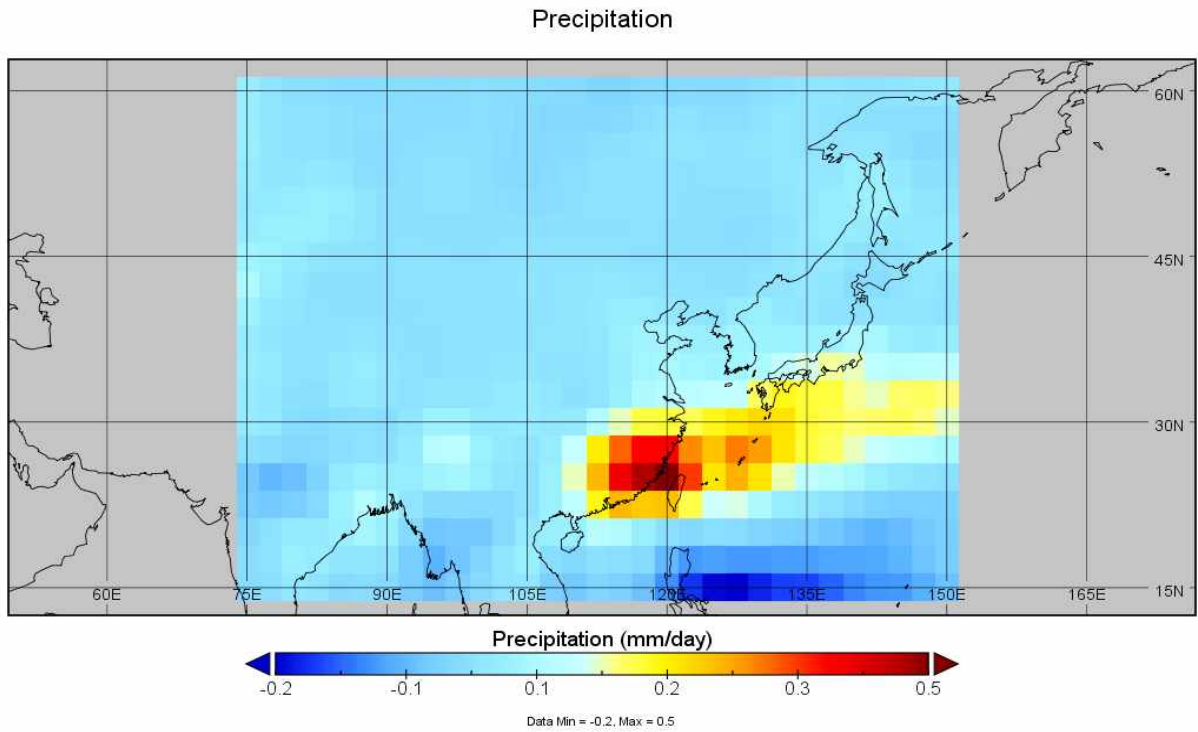 Precipitation
60N
45N
30N
15N
60E 75E 90E 105E 120E 135E 150E 165E
Precipitation (mm/day)
-0.2 -0.1 0.1 0.2 0.3 0.5
Data Min = -0.2, Max = 0.5